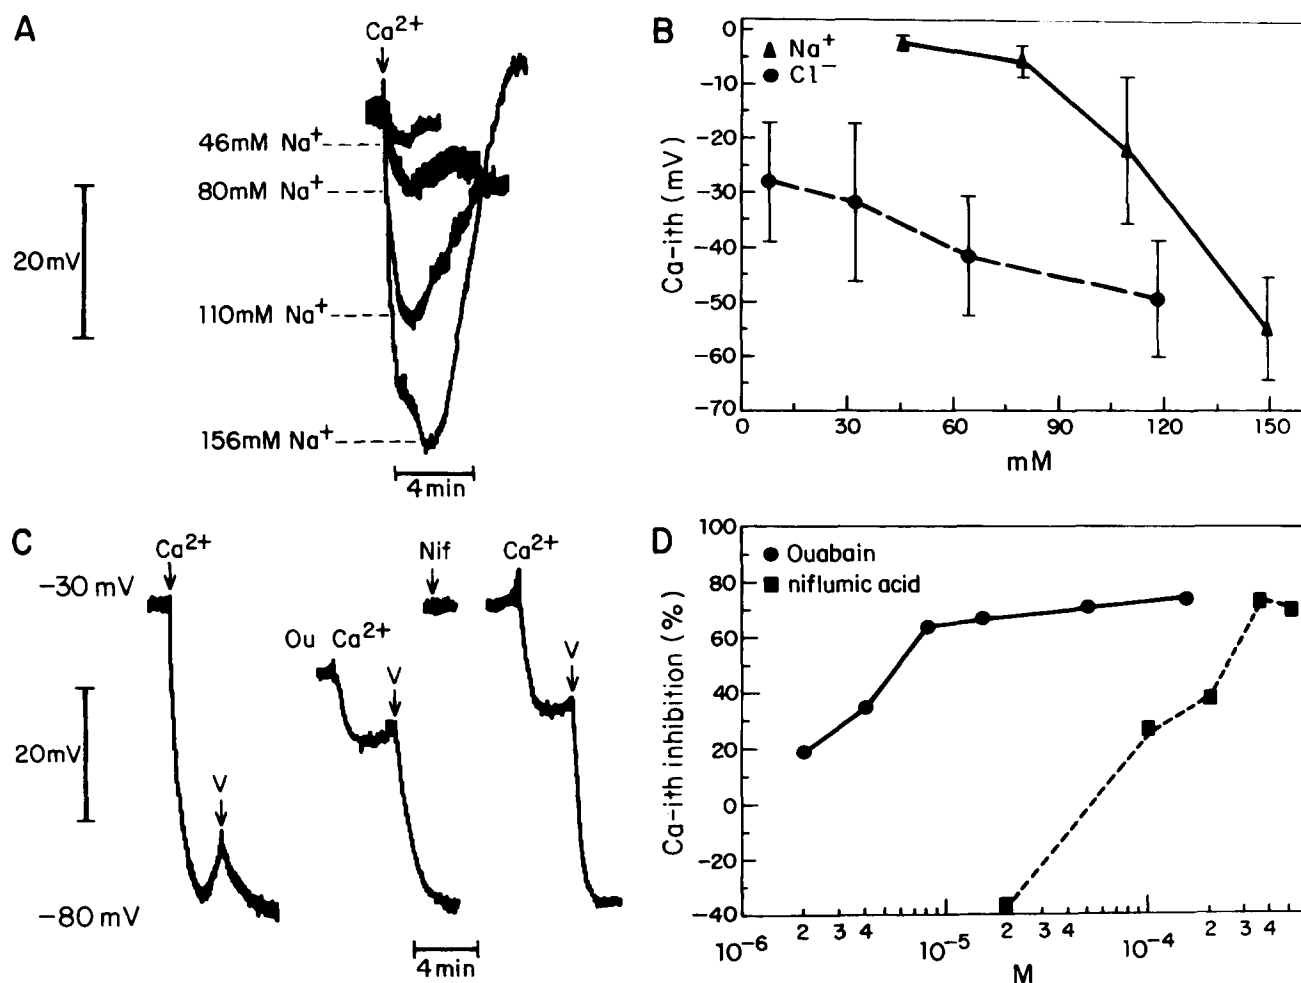 A
Ca²⁺
46mM Na⁺
80mM Na⁺
20mV
110mM Na⁺
156mM Na⁺
4min
B
Na⁺
Cl⁻
Ca-ith (mV)
0
-10
-20
-30
-40
-50
-60
-70
0 30 60 90 120 150
mM
C
Ca²⁺ Nif Ca²⁺
-30 mV
Ou Ca²⁺
V V
20mV
V
-80 mV
4min
D
Ouabain
niflumic acid
Ca-ith inhibition (%)
100
80
60
40
20
0
-20
-40
10⁻⁶ 2 3 4 10⁻⁵ 2 3 4 10⁻⁴ 2 3 4
M